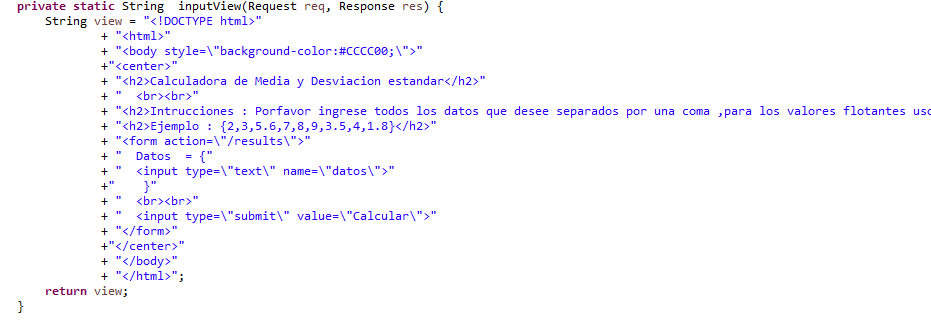 private static String  inputView(Request req, Response res) {
    String view = "<!DOCTYPE html>"
            + "<html>"
            + "<body style=\"background-color:#CCCC00;\">"
            +"<center>"
            + "<h2>Calculadora de Media y Desviacion estandar</h2>"
            + "  <br><br>"
            + "<h2>Intrucciones : Porfavor ingrese todos los datos que desee separados por una coma ,para los valores flotantes
            + "<h2>Ejemplo : {2,3,5.6,7,8,9,3.5,4,1.8}</h2>"
            + "<form action=\"/results\">"
            + "  Datos  = {"
            + "  <input type=\"text\" name=\"datos\">"
            +"    }"
            + "  <br><br>"
            + "  <input type=\"submit\" value=\"Calcular\">"
            + "</form>"
            +"</center>"
            + "</body>"
            + "</html>";
    return view;
}